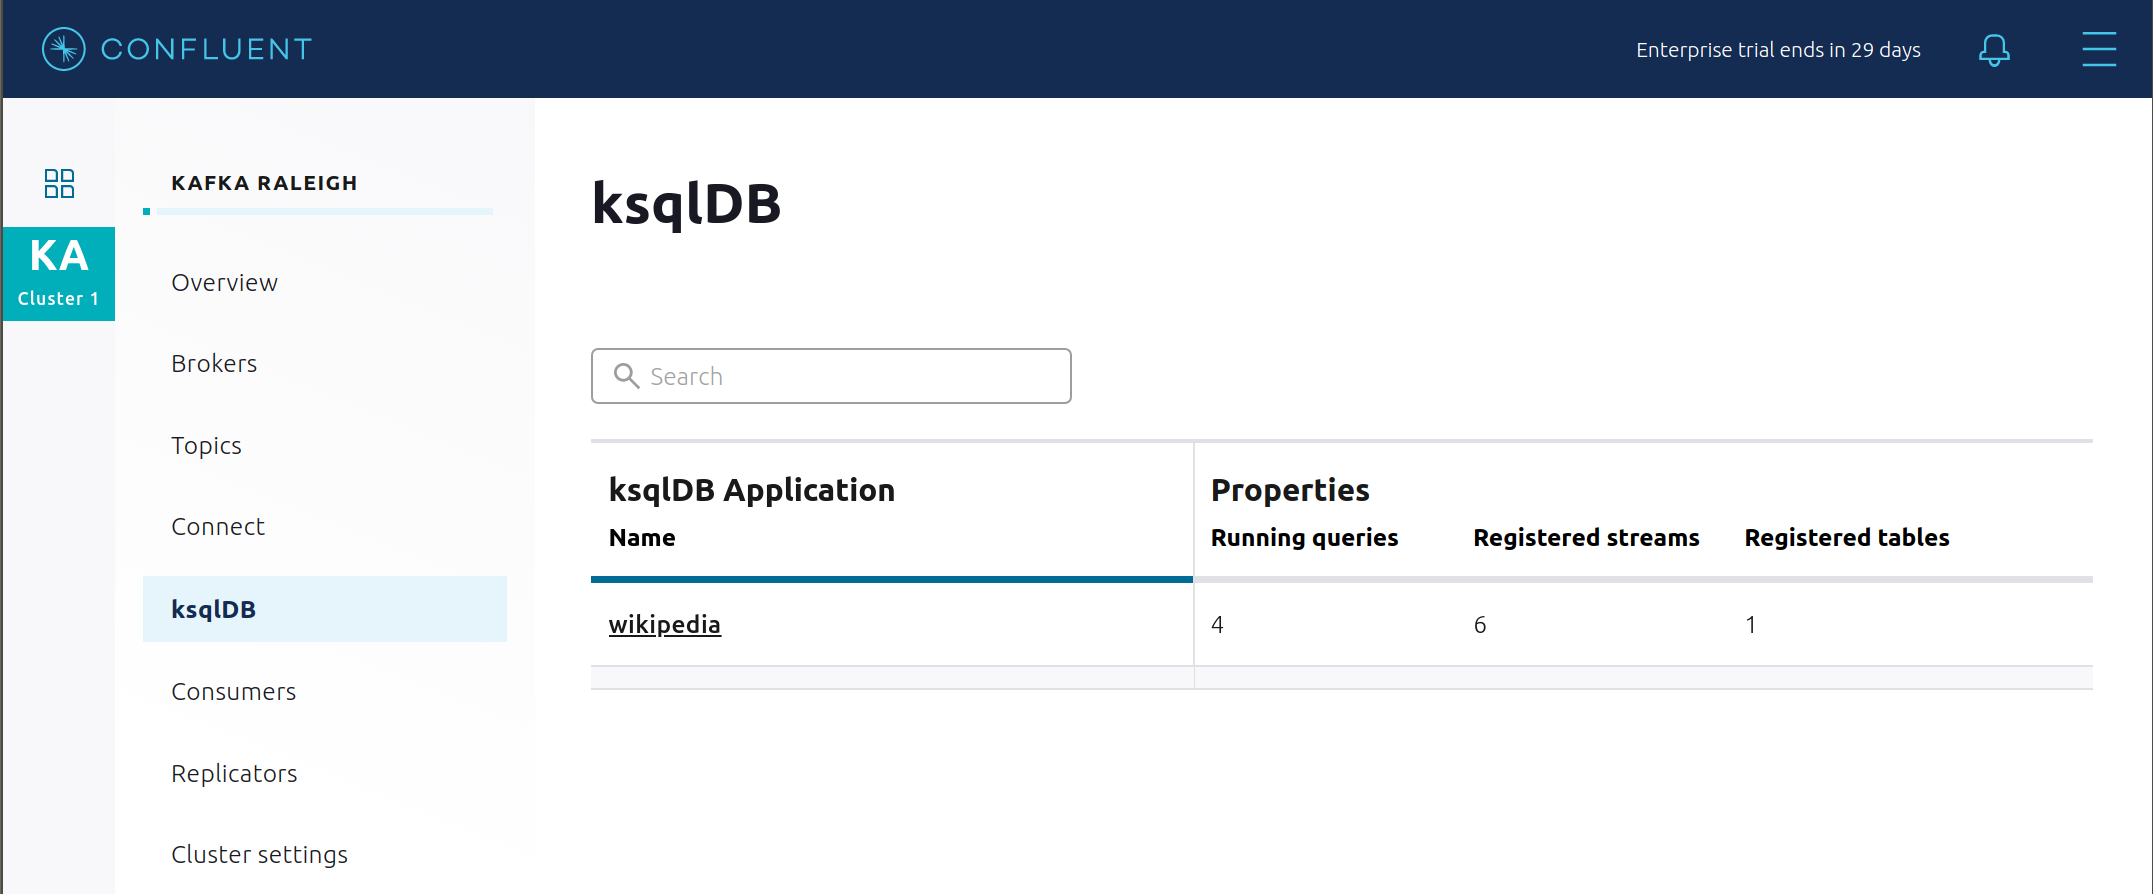 CONFLUENT
Enterprise trial ends in 29 days
KA
Cluster 1
KAFKA RALEIGH
Overview
Brokers
Topics
Connect
ksqlDB
Consumers
Replicators
Cluster settings
ksqlDB
Search
ksqlDB Application Properties
Name Running queries Registered streams Registered tables
wikipedia 4 6 1